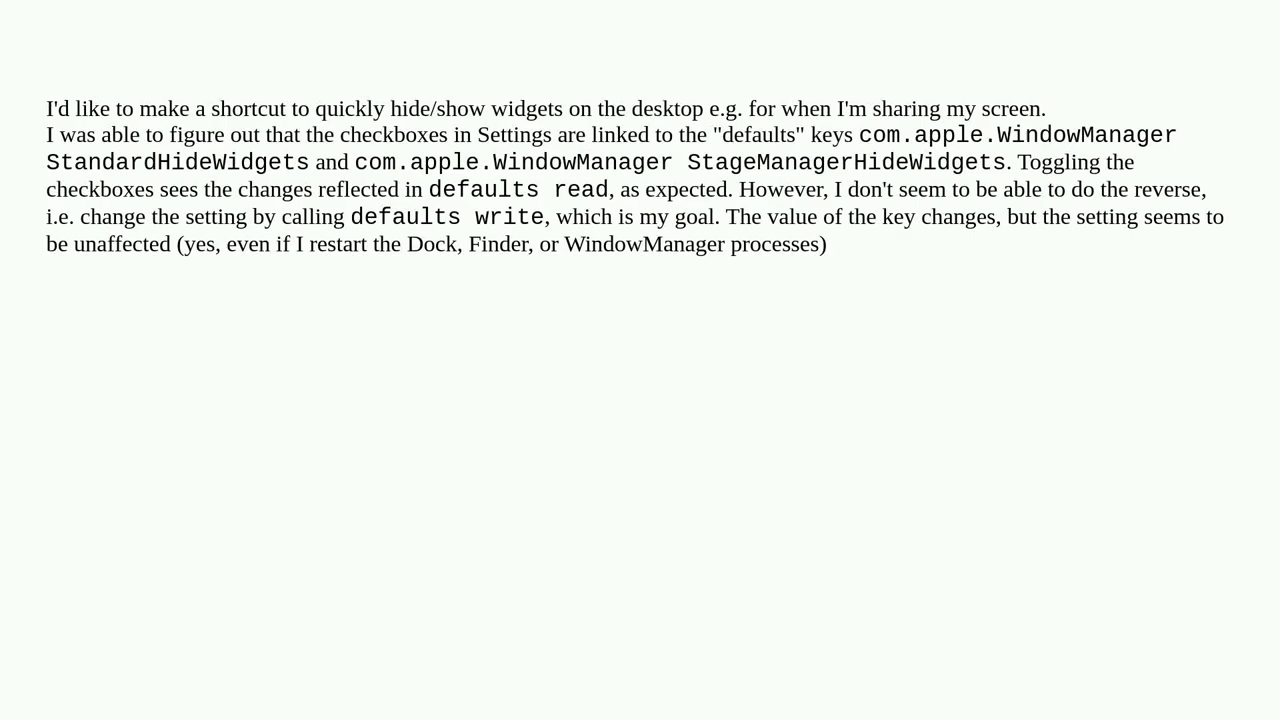 I'd like to make a shortcut to quickly hide/show widgets on the desktop e.g. for when I'm sharing my screen.
I was able to figure out that the checkboxes in Settings are linked to the "defaults" keys com.apple.WindowManager
StandardHideWidgets and com.apple.WindowManager StageManagerHideWidgets. Toggling the
checkboxes sees the changes reflected in defaults read, as expected. However, I don't seem to be able to do the reverse,
i.e. change the setting by calling defaults write, which is my goal. The value of the key changes, but the setting seems to
be unaffected (yes, even if I restart the Dock, Finder, or WindowManager processes)